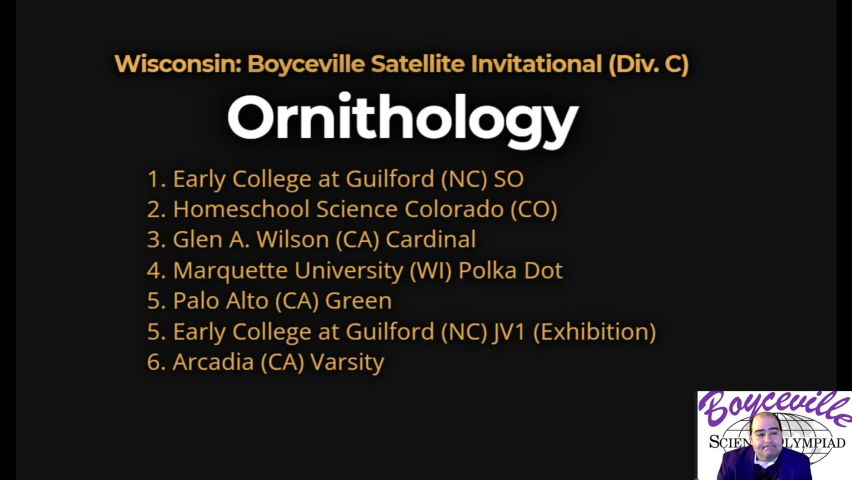 Wisconsin: Boyceville Satellite Invitational (Div. C)
Ornithology
1. Early College at Guilford (NC) SO
2. Homeschool Science Colorado (CO)
3. Glen A. Wilson (CA) Cardinal
4. Marquette University (WI) Polka Dot
5. Palo Alto (CA) Green
5. Early College at Guilford (NC) JV1 (Exhibition)
6. Arcadia (CA) Varsity
Boyceville